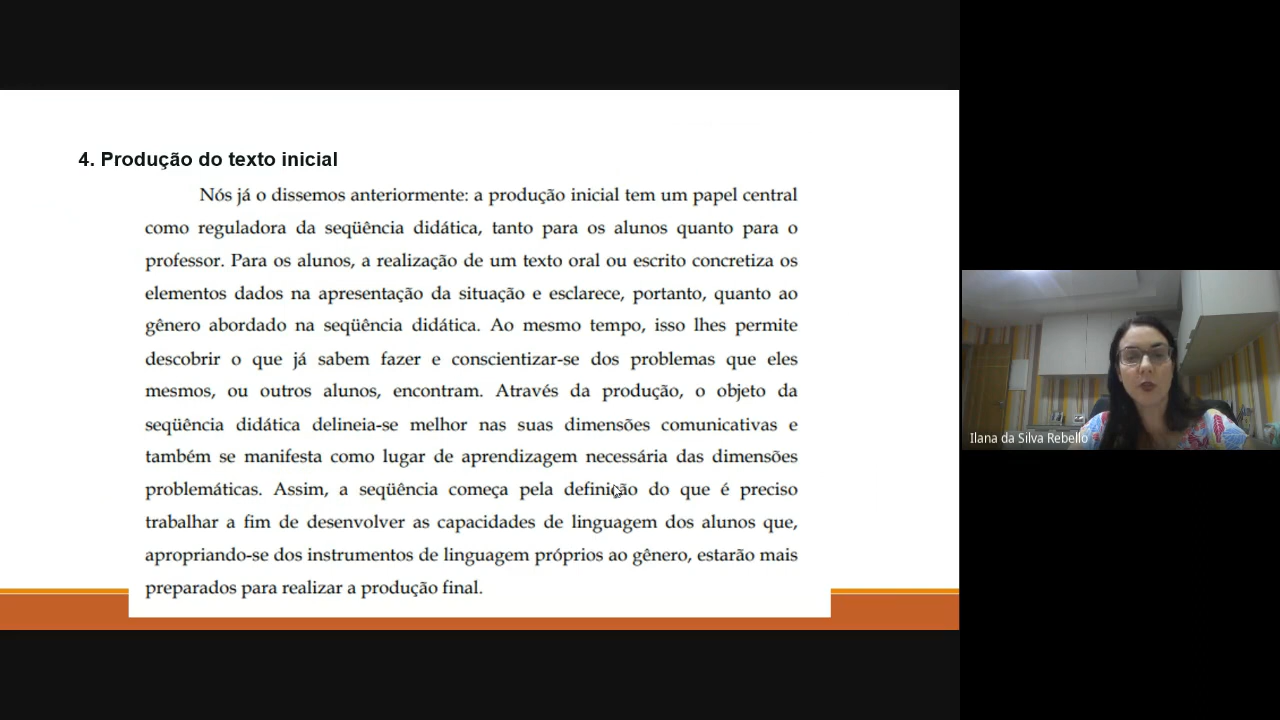 4. Produção do texto inicial
Nós já o dissemos anteriormente: a produção inicial tem um papel central
como reguladora da seqüência didática, tanto para os alunos quanto para o
professor. Para os alunos, a realização de um texto oral ou escrito concretiza os
elementos dados na apresentação da situação e esclarece, portanto, quanto ao
gênero abordado na seqüência didática. Ao mesmo tempo, isso lhes permite
descobrir o que já sabem fazer e conscientizar-se dos problemas que eles
mesmos, ou outros alunos, encontram. Através da produção, o objeto da
seqüência didática delineia-se melhor nas suas dimensões comunicativas e
também se manifesta como lugar de aprendizagem necessária das dimensões
problemáticas. Assim, a seqüência começa pela definição do que é preciso
trabalhar a fim de desenvolver as capacidades de linguagem dos alunos que,
apropriando-se dos instrumentos de linguagem próprios ao gênero, estarão mais
preparados para realizar a produção final.
Ilana da Silva Rebello